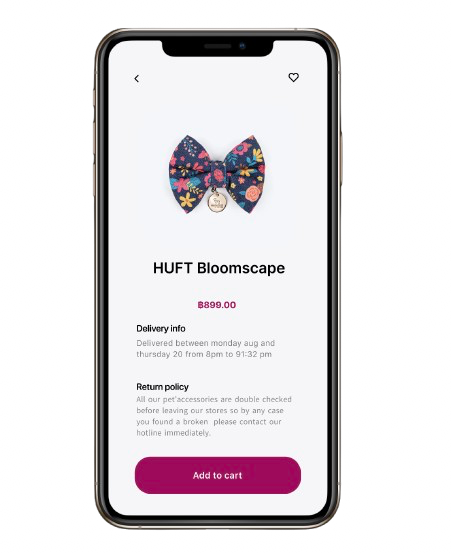 HUFT Bloomscape
฿899.00
Delivery info
Delivered between monday aug and
thursday 20 from 8pm to 91:32 pm
Return policy
All our pet'accessories are double checked
before leaving our stores so by any case
you found a broken please contact our
hotline immediately.
Add to cart